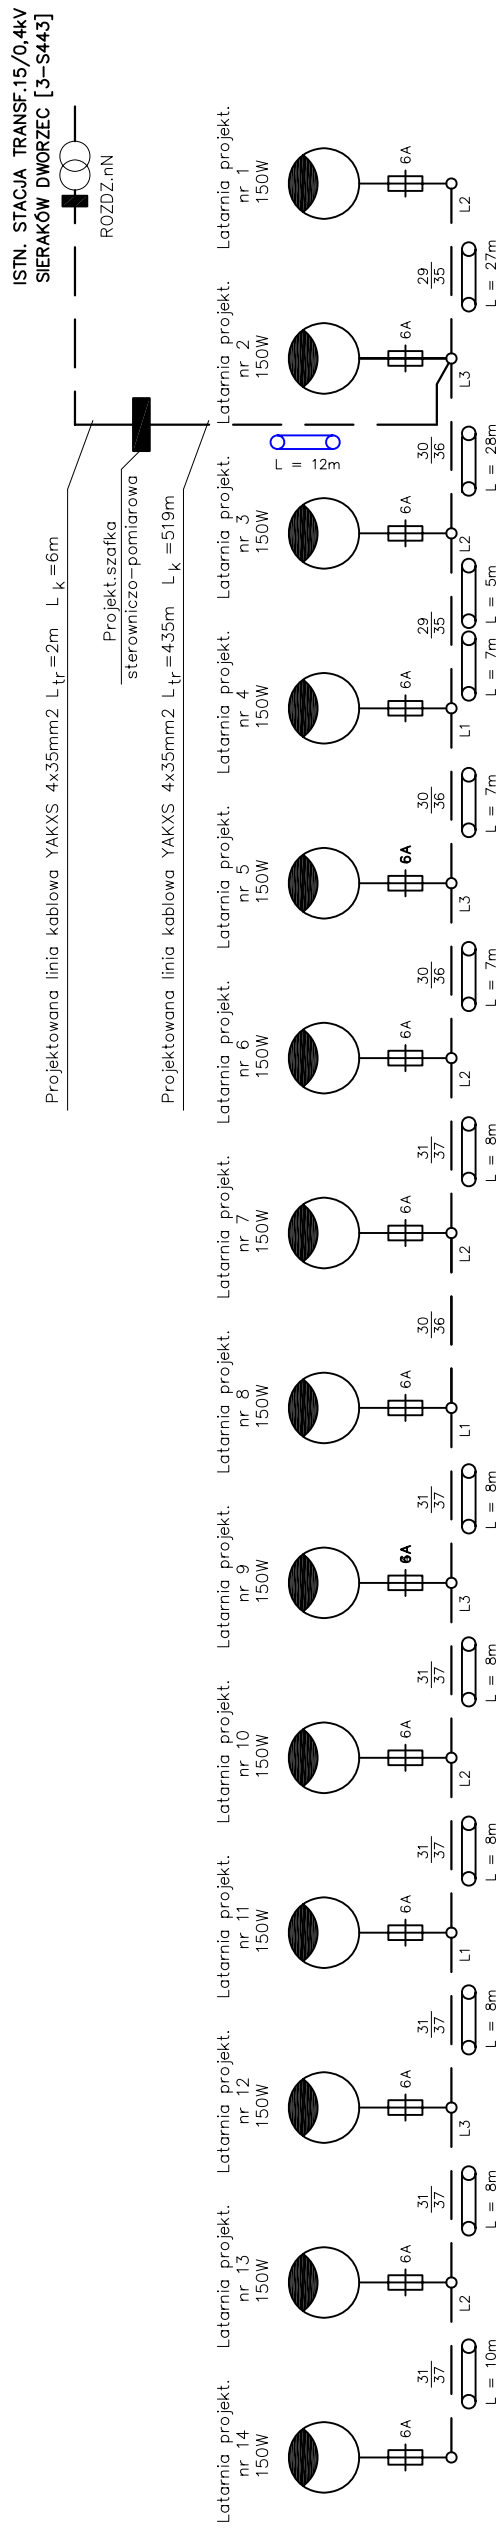 ISTN. STACJA TRANSF.15/0,4kV
SIERAKÓW DWORZEC [3-S443]
ROZDZ.nN
Projektowana linia kablowa YAKXS 4x35mm2 Ltr=2m Lk=6m
Projekt.szafka
sterowniczo-pomiarowa
Projektowana linia kablowa YAKXS 4x35mm2 Ltr=435m Lk=519m
L = 12m
Latarnia projekt.
nr 1
150W
6A
L2
29
35
L = 27m
Latarnia projekt.
nr 2
150W
6A
L3
30
36
L = 28m
Latarnia projekt.
nr 3
150W
6A
L2
L = 5m
29
35
L = 7m
Latarnia projekt.
nr 4
150W
6A
L1
30
36
L = 7m
Latarnia projekt.
nr 5
150W
6A
L3
30
36
L = 7m
Latarnia projekt.
nr 6
150W
6A
L2
31
37
L = 8m
Latarnia projekt.
nr 7
150W
6A
L2
30
36
Latarnia projekt.
nr 8
150W
6A
L1
31
37
L = 8m
Latarnia projekt.
nr 9
150W
6A
L3
31
37
L = 8m
Latarnia projekt.
nr 10
150W
6A
L2
31
37
L = 8m
Latarnia projekt.
nr 11
150W
6A
L1
31
37
L = 8m
Latarnia projekt.
nr 12
150W
6A
L3
31
37
L = 8m
Latarnia projekt.
nr 13
150W
6A
L2
31
37
L = 10m
Latarnia projekt.
nr 14
150W
6A